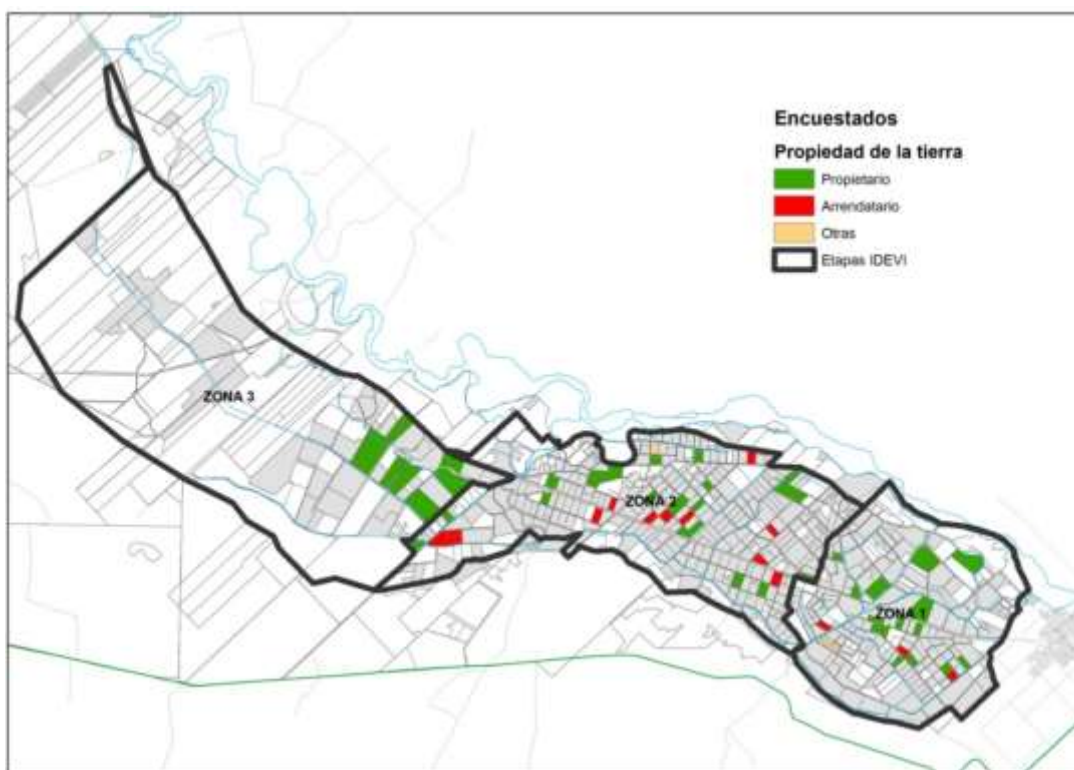 Encuestados
Propiedad de la tierra
Propietario
Arrendatario
Otras
Etapas IDEVI
ZONA 3
ZONA 2
ZONA 1